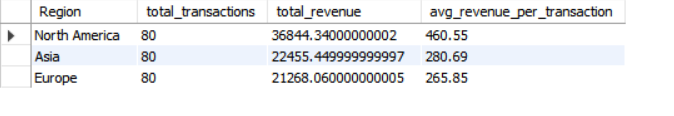 Region total_transactions total_revenue avg_revenue_per_transaction
North America 80 36844.34000000002 460.55
Asia 80 22455.449999999997 280.69
Europe 80 21268.060000000005 265.85